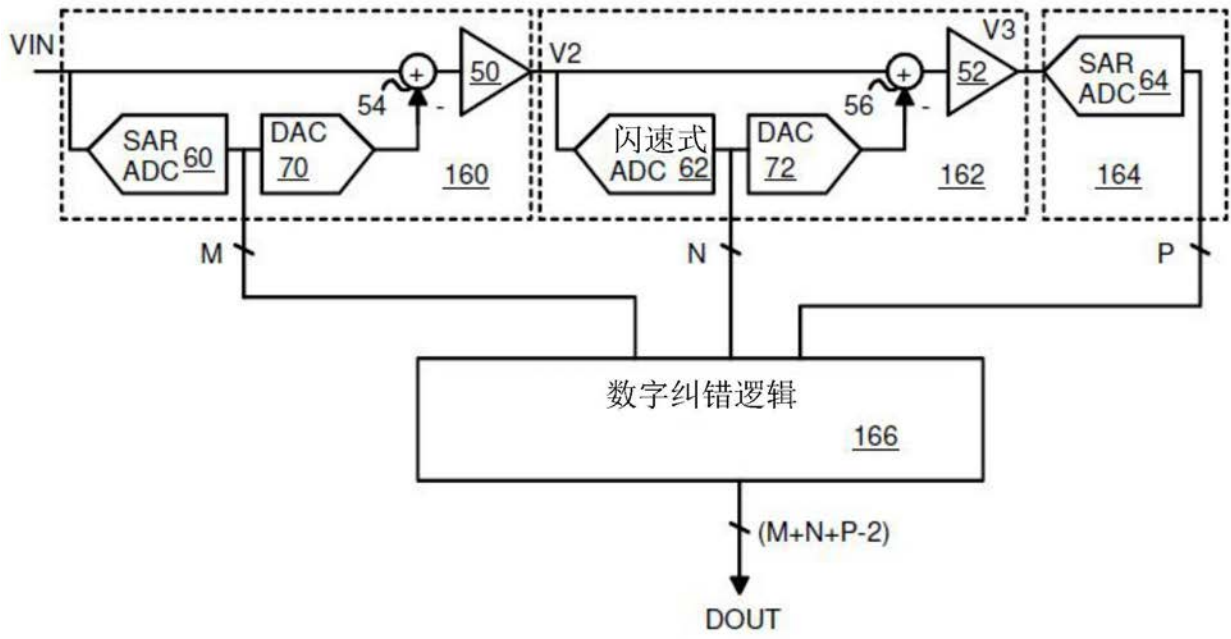 VIN
54
-
50
V2
56
-
V3
52
SAR
ADC 60
DAC
70
160
闪速式
ADC 62
DAC
72
162
SAR
ADC 64
164
M
N
P
数字纠错逻辑
166
(M+N+P-2)
DOUT